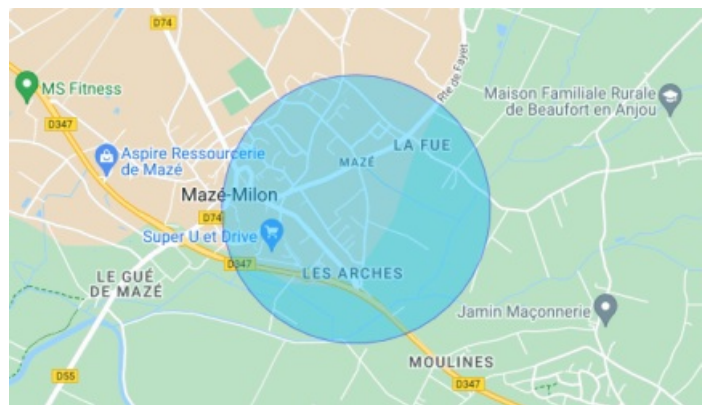 D74
Rte de Fayet
MS Fitness
Maison Familiale Rurale
de Beaufort en Anjou
D347
LA FUE
Aspire Ressourcerie
de Mazé
MAZÉ
Mazé-Milon
D74
Super U et Drive
D347
LES ARCHES
LE GUÉ
DE MAZÉ
Jamin Maçonnerie
MOULINES
D55
D347